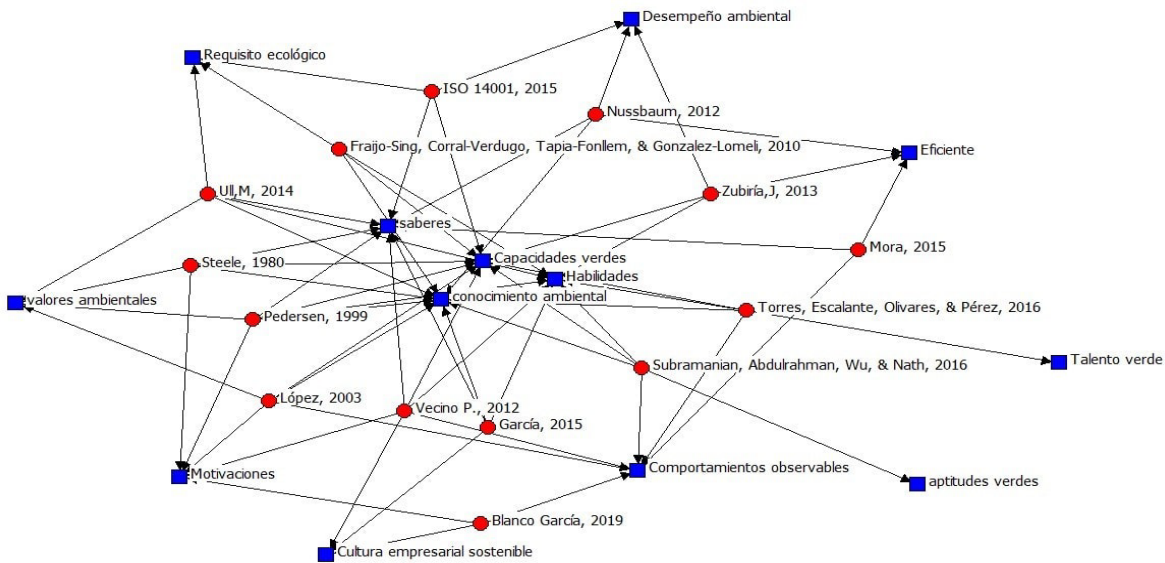 Desempeño ambiental
Requisito ecológico
ISO 14001, 2015
Nussbaum, 2012
Fraijo-Sing, Corral-Verdugo, Tapia-Fonllem, & Gonzalez-Lomeli, 2010
Eficiente
Ull,M, 2014
Zubiría,J, 2013
saberes
Mora, 2015
Steele, 1980
Capacidades verdes
Habilidades
valores ambientales
conocimiento ambiental
Pedersen, 1999
Torres, Escalante, Olivares, & Pérez, 2016
Talento verde
Subramanian, Abdulrahman, Wu, & Nath, 2016
López, 2003
Vecino P., 2012
García, 2015
Motivaciones
Comportamientos observables
aptitudes verdes
Blanco García, 2019
Cultura empresarial sostenible